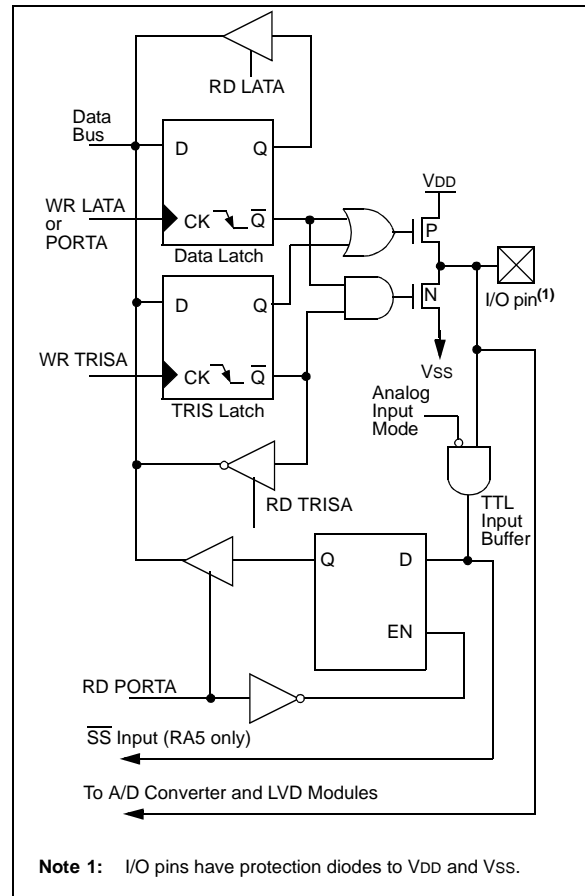 RD LATA
Data
Bus
D
Q
VDD
WR LATA
or
PORTA
CK
Q̅
P
Data Latch
D
Q
N
I/O pin(1)
WR TRISA
CK
Q̅
VSS
TRIS Latch
Analog
Input
Mode
RD TRISA
TTL
Input
Buffer
Q
D
EN
RD PORTA
S̅S̅ Input (RA5 only)
To A/D Converter and LVD Modules
Note 1: I/O pins have protection diodes to VDD and VSS.